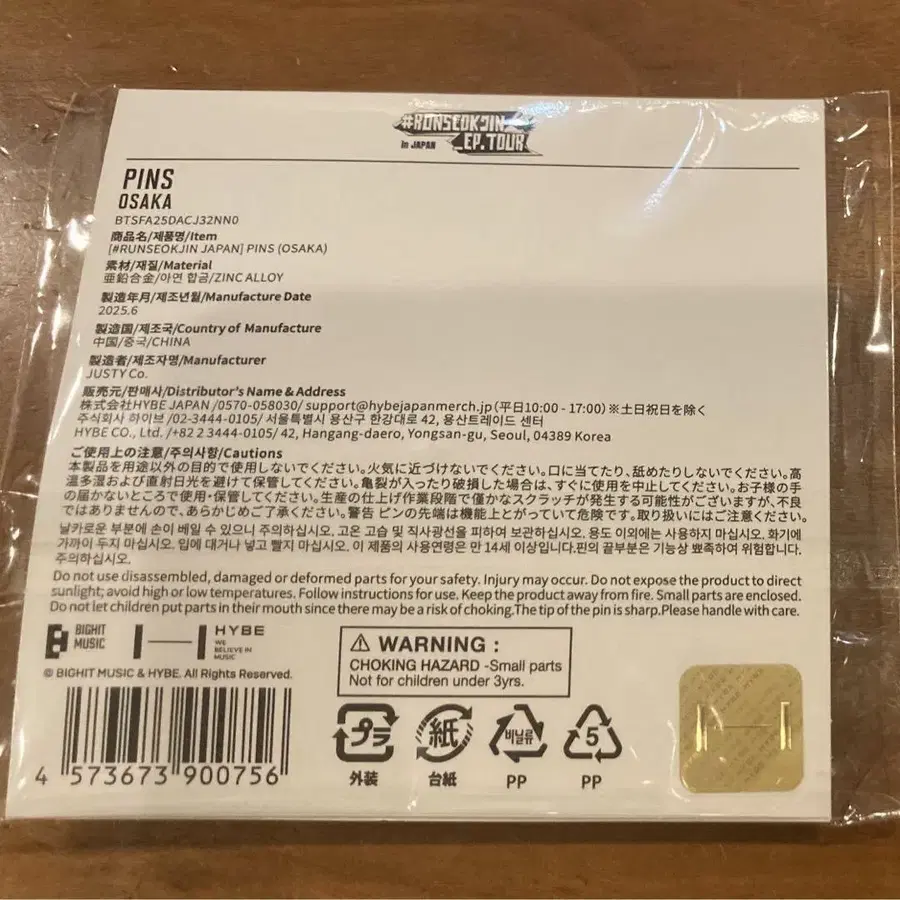 #RUNSEOKJIN
in JAPAN _EP.TOUR
PINS
OSAKA
BTSFA25DACJ32NN0
商品名/제품명/Item
[#RUNSEOKJIN JAPAN] PINS (OSAKA)
素材/재질/Material
亜鉛合金/아연 합금/ZINC ALLOY
製造年月/제조년월/Manufacture Date
2025.6
製造国/제조국/Country of Manufacture
中国/중국/CHINA
製造者/제조자명/Manufacturer
JUSTY Co.
販売元/판매사/Distributor's Name & Address
株式会社HYBE JAPAN /0570-058030/ support@hybejapanmerch.jp (平日10:00 - 17:00) ※土日祝日を除く
주식회사 하이브 /02-3444-0105/ 서울특별시 용산구 한강대로 42, 용산트레이드 센터
HYBE CO., Ltd. /+82 2 3444-0105/ 42, Hangang-daero, Yongsan-gu, Seoul, 04389 Korea
ご使用上の注意/주의사항/Cautions
本製品を用途以外の目的で使用しないでください。火気に近づけないでください。口に当てたり、舐めたりしないでください。高
温多湿および直射日光を避けて保管してください。亀裂が入ったり破損した場合は、すぐに使用を中止してください。お子様の手
の届かないところで使用・保管してください。生産の仕上げ作業段階で僅かなスクラッチが発生する可能性がございますが、不良
ではありませんので、あらかじめご了承ください。警告 ピンの先端は機能上とがっていて危険です。取り扱いにはご注意ください。
날카로운 부분에 손이 베일 수 있으니 주의하십시오. 고온 고습 및 직사광선을 피하여 보관하십시오. 용도 이외에는 사용하지 마십시오. 화기에
가까이 두지 마십시오. 입에 대거나 넣고 빨지 마십시오. 이 제품의 사용연령은 만 14세 이상입니다.핀의 끝부분은 기능상 뾰족하여 위험합니다.
주의하십시오.
Do not use disassembled, damaged or deformed parts for your safety. Injury may occur. Do not expose the product to direct
sunlight; avoid high or low temperatures. Follow instructions for use. Keep the product away from fire. Small parts are enclosed.
Do not let children put parts in their mouth since there may be a risk of choking.The tip of the pin is sharp.Please handle with care.
BIGHIT
MUSIC
HYBE
WE
BELIEVE IN
MUSIC
© BIGHIT MUSIC & HYBE. All Rights Reserved.
⚠ WARNING :
CHOKING HAZARD -Small parts
Not for children under 3yrs.
4 573673 900756
プラ
外装
紙
台紙
비닐류
PP
5
PP